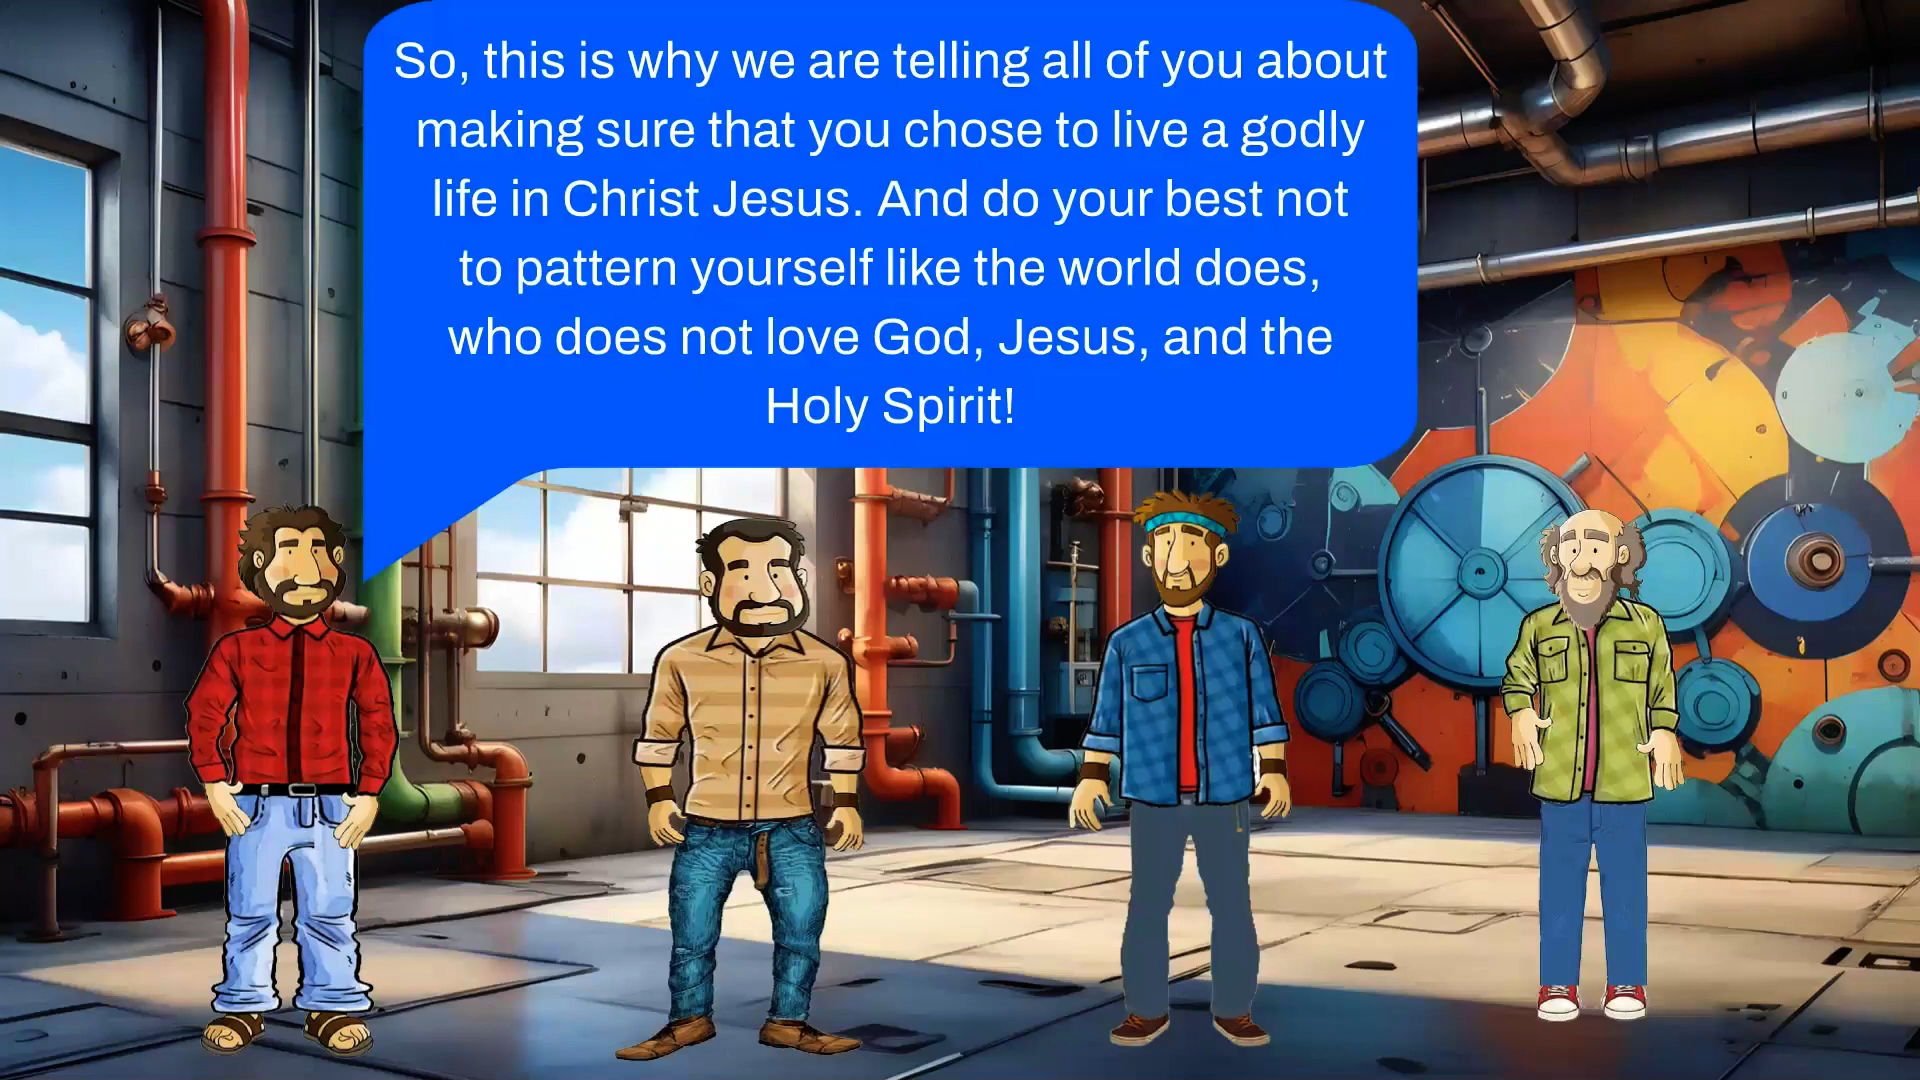 So, this is why we are telling all of you about
making sure that you chose to live a godly
life in Christ Jesus. And do your best not
to pattern yourself like the world does,
who does not love God, Jesus, and the
Holy Spirit!